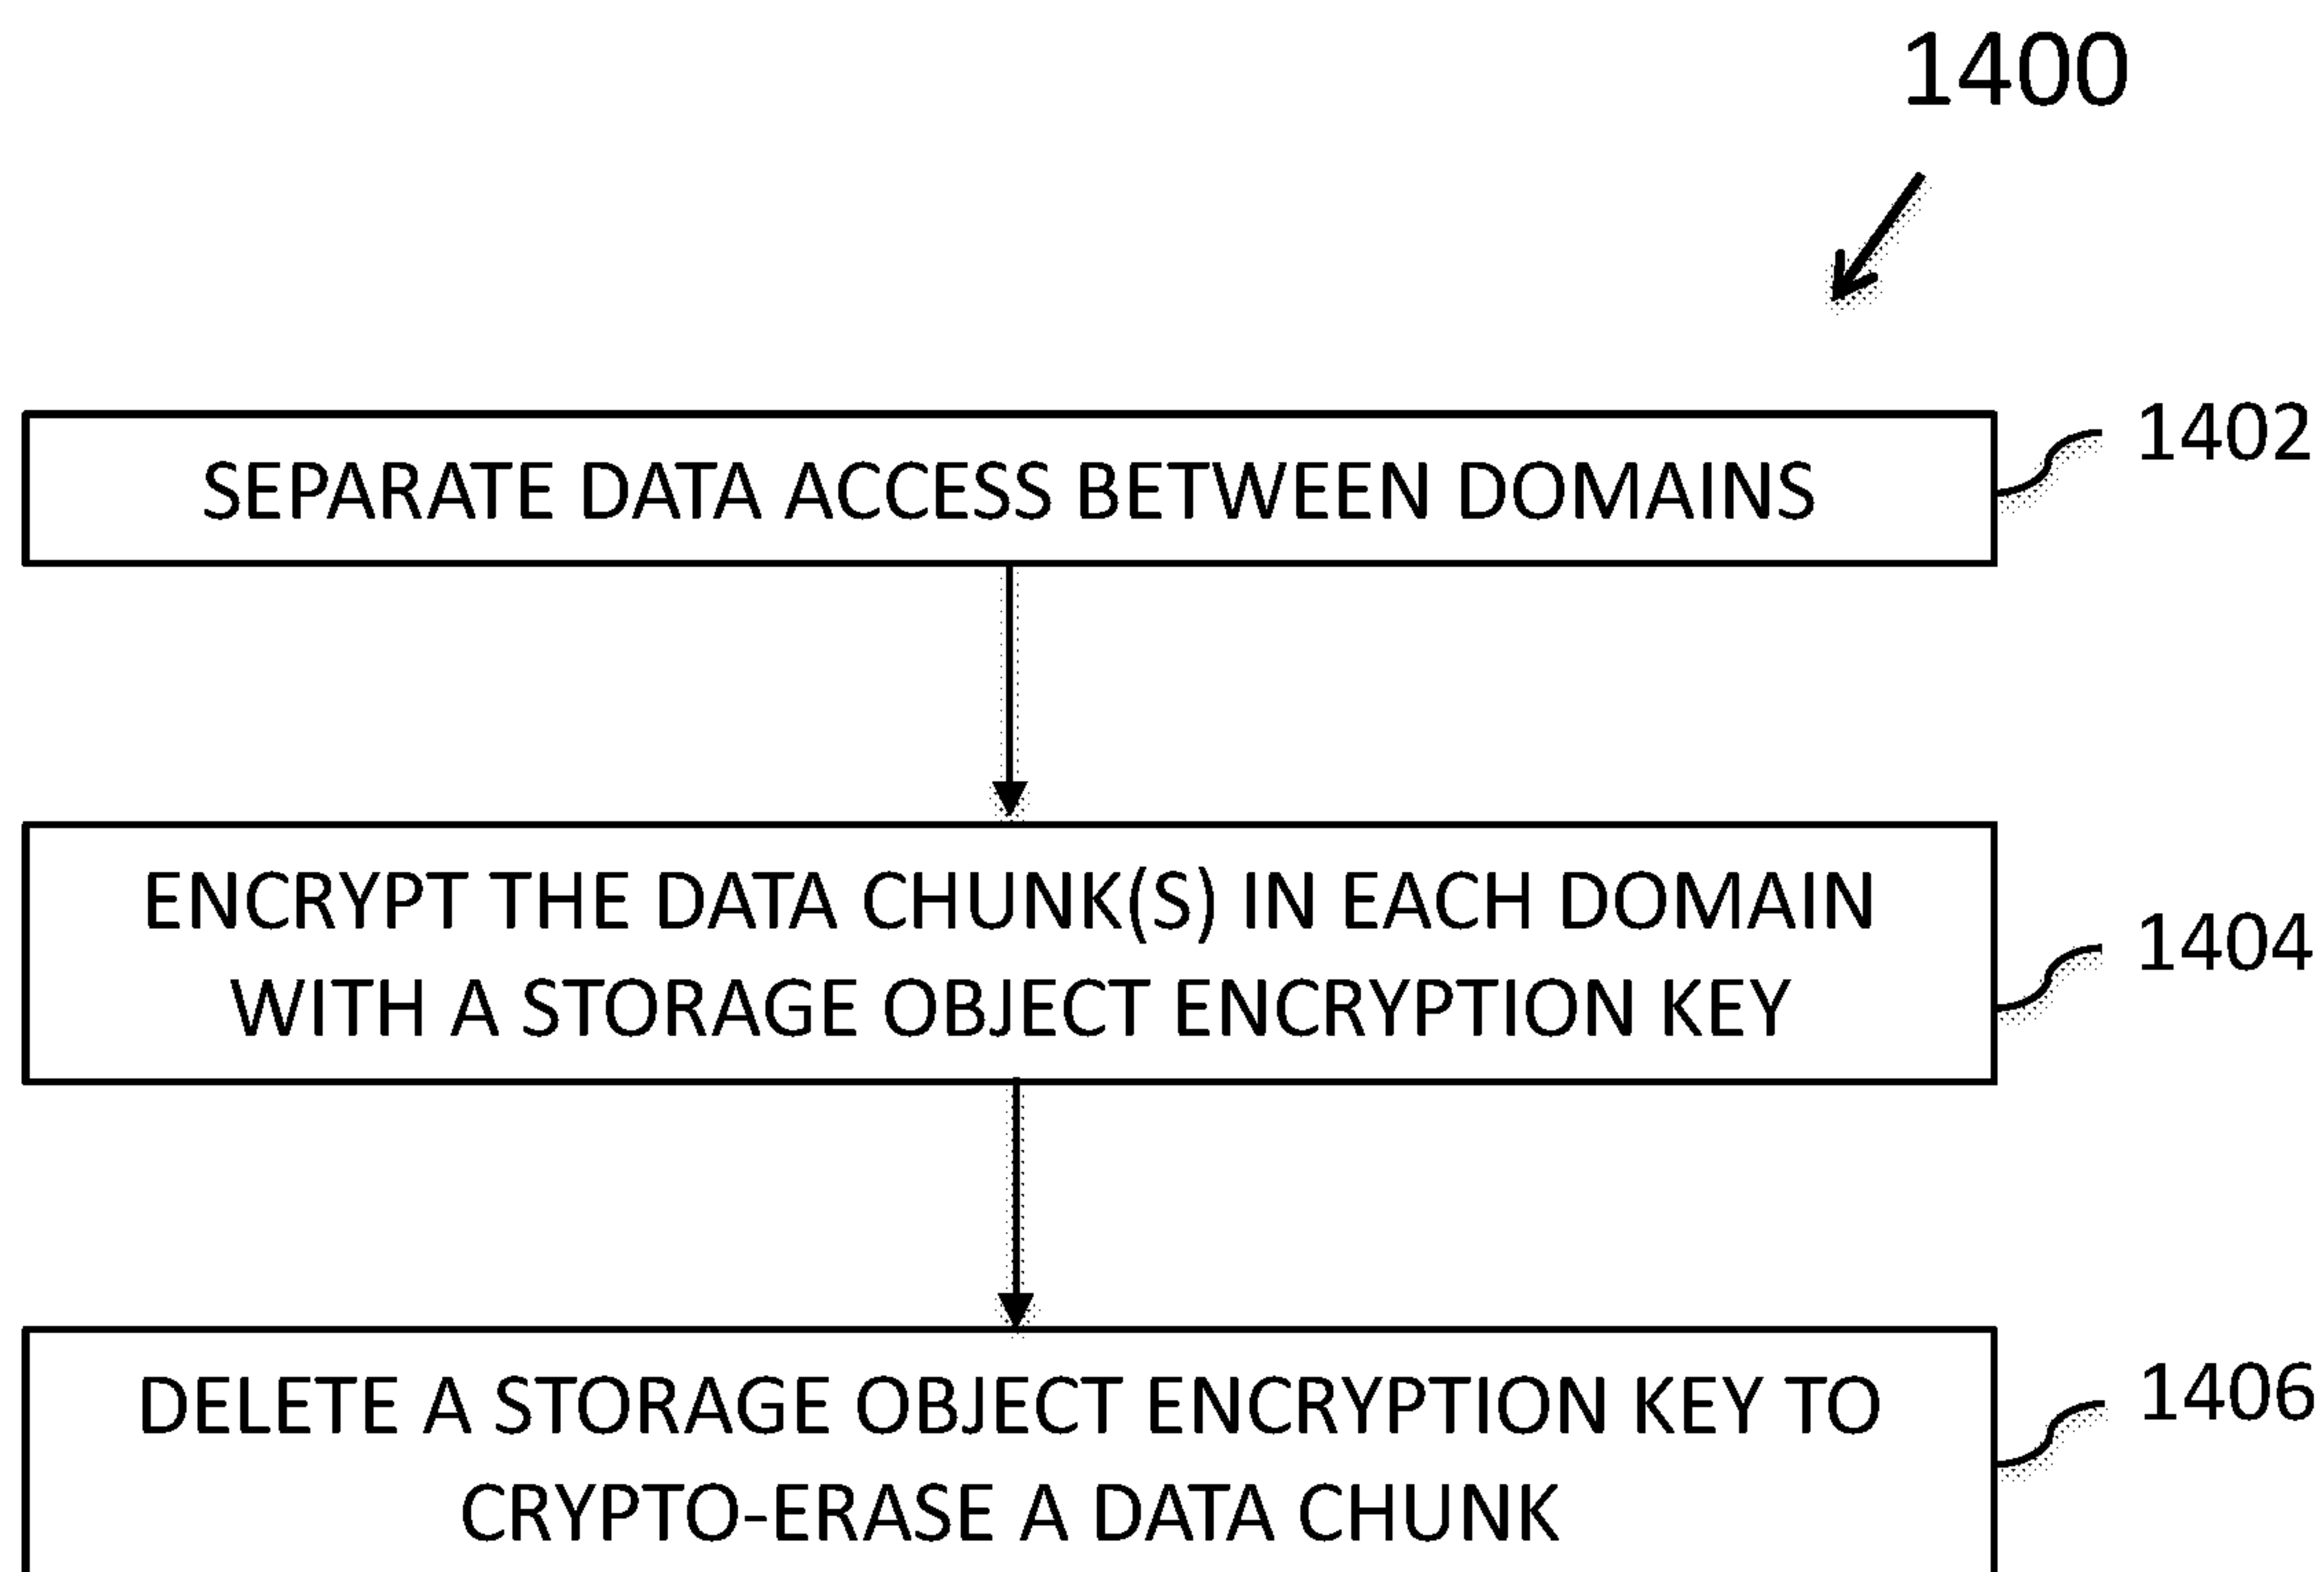 1400
SEPARATE DATA ACCESS BETWEEN DOMAINS
1402
ENCRYPT THE DATA CHUNK(S) IN EACH DOMAIN
WITH A STORAGE OBJECT ENCRYPTION KEY
1404
DELETE A STORAGE OBJECT ENCRYPTION KEY TO
CRYPTO-ERASE A DATA CHUNK
1406